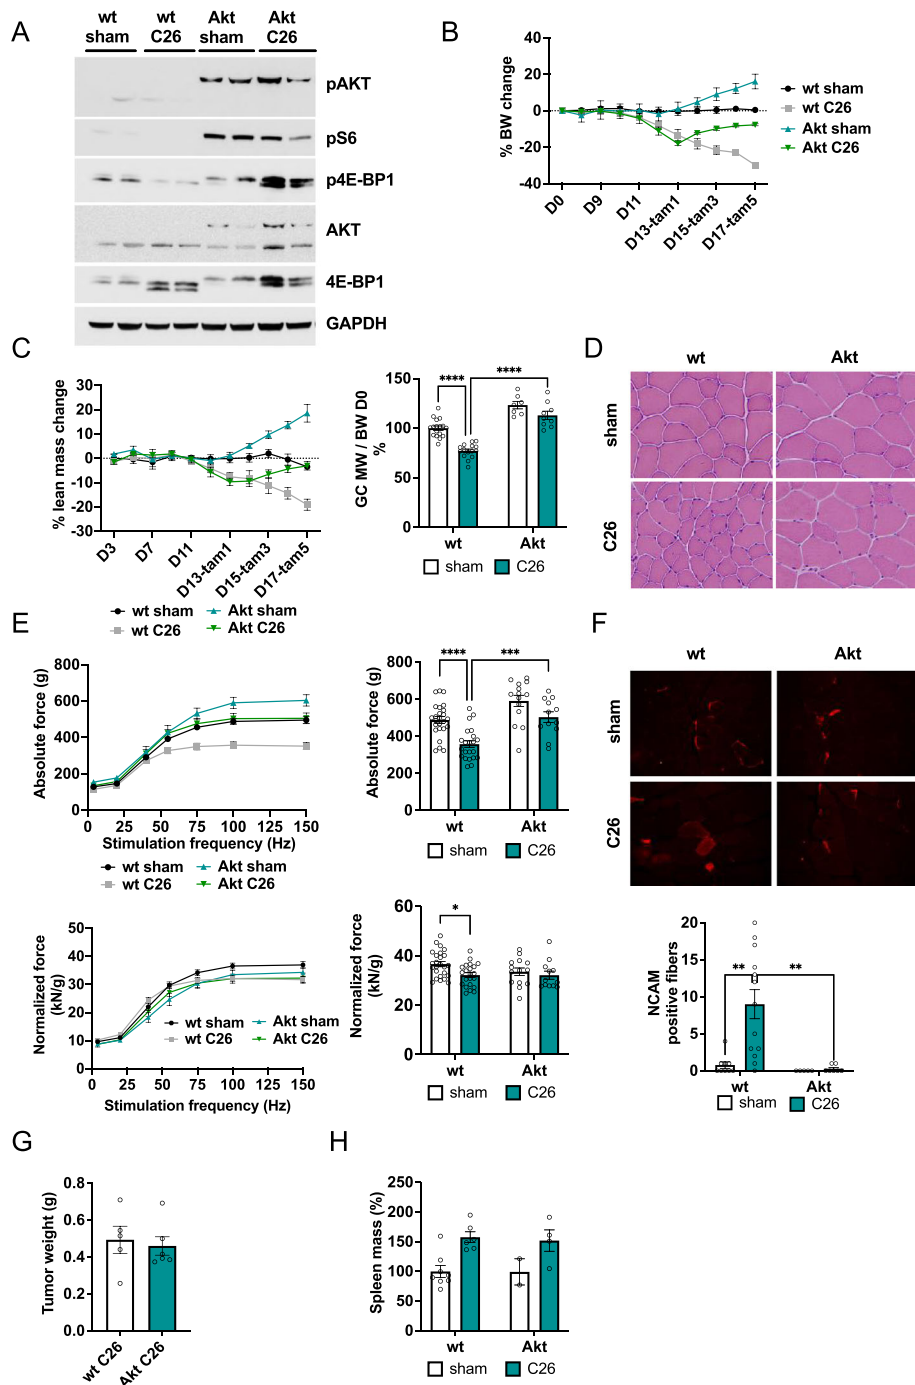 A
wt sham
wt C26
Akt sham
Akt C26
pAKT
pS6
p4E-BP1
AKT
4E-BP1
GAPDH
B
% BW change
40
20
0
-20
-40
D0
D9
D11
D13-tam1
D15-tam3
D17-tam5
wt sham
wt C26
Akt sham
Akt C26
C
% lean mass change
30
20
10
0
-10
-20
-30
D3
D7
D11
D13-tam1
D15-tam3
D17-tam5
wt sham
Akt sham
wt C26
Akt C26
GC MW / BW D0
%
150
100
50
0
****
****
wt
Akt
sham
C26
D
wt
Akt
sham
C26
E
Absolute force (g)
800
600
400
200
0
0
25
50
75
100
125
150
Stimulation frequency (Hz)
wt sham
Akt sham
wt C26
Akt C26
Absolute force (g)
800
600
400
200
0
****
***
wt
Akt
sham
C26
Normalized force
(kN/g)
50
40
30
20
10
0
0
25
50
75
100
125
150
wt sham
Akt sham
wt C26
Akt C26
Stimulation frequency (Hz)
Normalized force
(kN/g)
60
40
20
0
*
wt
Akt
sham
C26
F
wt
Akt
sham
C26
NCAM
positive fibers
20
15
10
5
0
**
**
wt
Akt
sham
C26
G
Tumor weight (g)
0.8
0.6
0.4
0.2
0.0
wt C26
Akt C26
H
Spleen mass (%)
250
200
150
100
50
0
wt
Akt
sham
C26